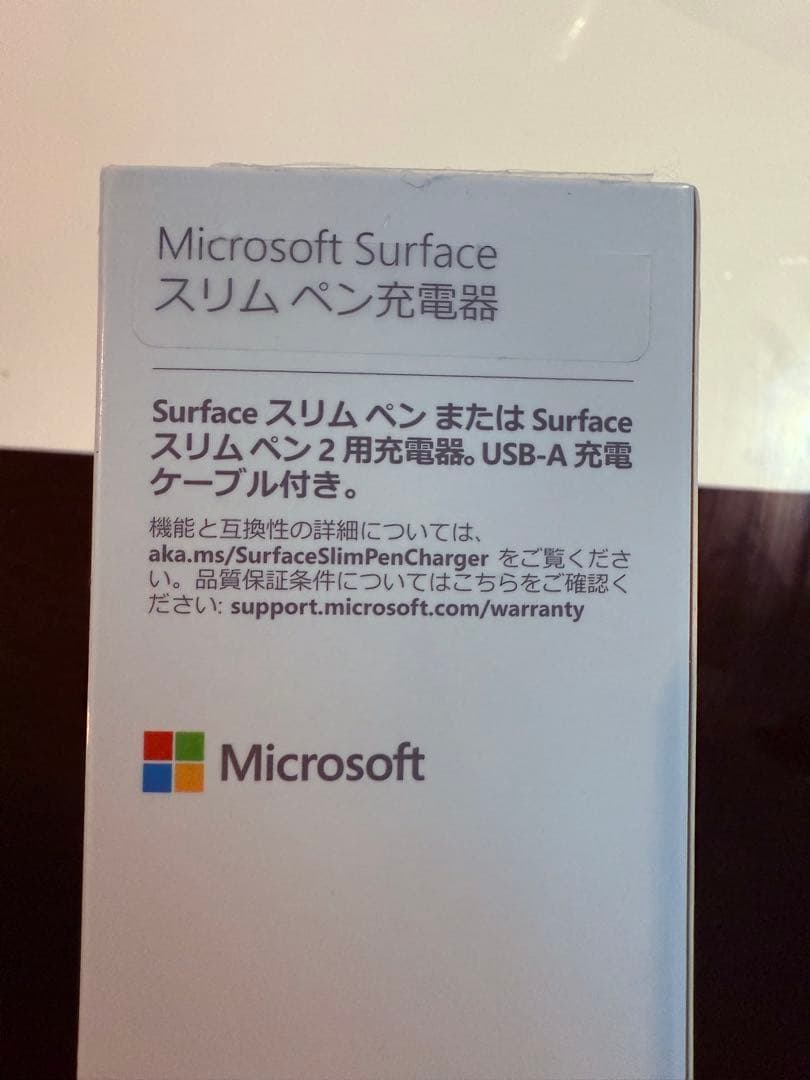 Microsoft Surface
スリム ペン充電器
Surface スリム ペン または Surface
スリム ペン 2 用充電器。USB-A 充電
ケーブル付き。
機能と互換性の詳細については、
aka.ms/SurfaceSlimPenCharger をご覧くださ
い。品質保証条件についてはこちらをご確認く
ださい: support.microsoft.com/warranty
Microsoft